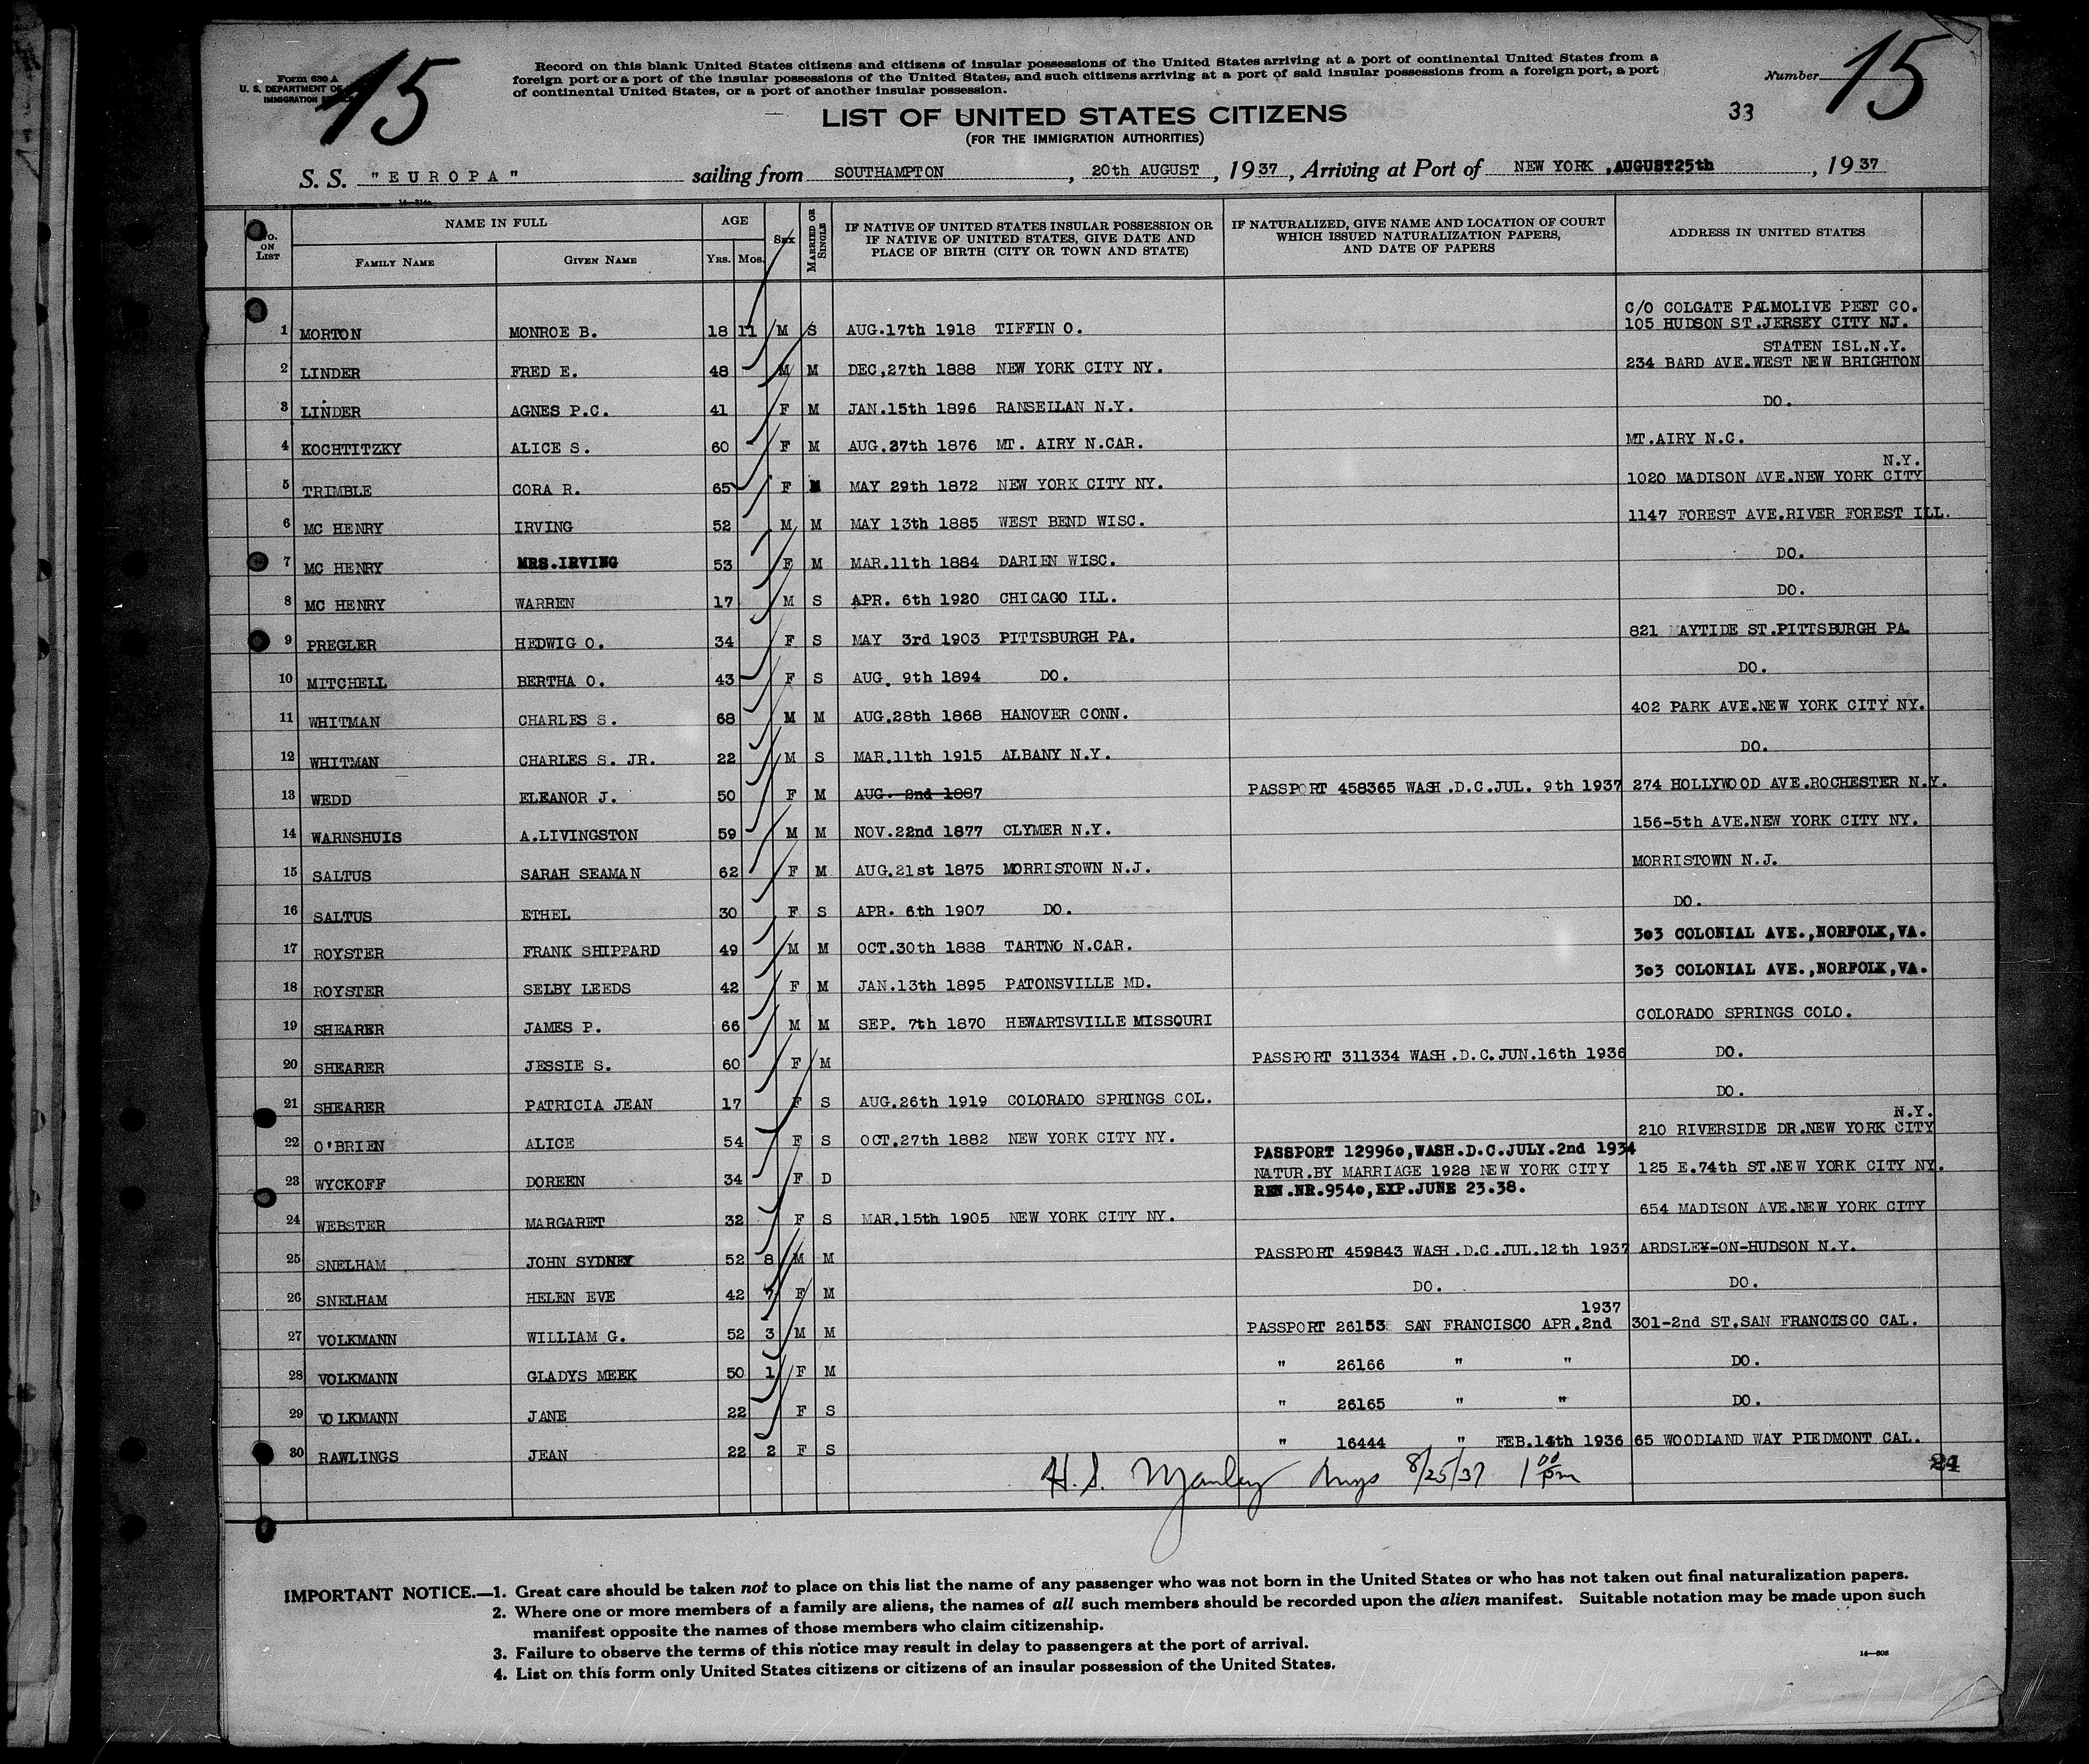 15
15
Form 630 A
U. S. DEPARTMENT OF
IMMIGRATION
Record on this blank United States citizens and citizens of insular possessions of the United States arriving at a port of continental United States from a
foreign port or a port of the insular possessions of the United States, and such citizens arriving at a port of said insular possessions from a foreign port, a port
of continental United States, or a port of another insular possession.
Number
33
LIST OF UNITED STATES CITIZENS
(FOR THE IMMIGRATION AUTHORITIES)
S. S. "EUROPA" sailing from SOUTHAMPTON, 20th AUGUST, 1937, Arriving at Port of NEW YORK, AUGUST25th, 1937
NO. ON LIST NAME IN FULL AGE SEX MARRIED OR SINGLE IF NATIVE OF UNITED STATES INSULAR POSSESSION OR IF NATIVE OF UNITED STATES, GIVE DATE AND PLACE OF BIRTH (CITY OR TOWN AND STATE) IF NATURALIZED, GIVE NAME AND LOCATION OF COURT WHICH ISSUED NATURALIZATION PAPERS, AND DATE OF PAPERS ADDRESS IN UNITED STATES
FAMILY NAME GIVEN NAME YRS. MOS.
C/O COLGATE PALMOLIVE PEET CO.
1 MORTON MONROE B. 18 11 M S AUG.17th 1918 TIFFIN O. 105 HUDSON ST.JERSEY CITY NJ.
STATEN ISL.N.Y.
2 LINDER FRED E. 48 M M DEC,27th 1888 NEW YORK CITY NY. 234 BARD AVE.WEST NEW BRIGHTON
3 LINDER AGNES P.C. 41 F M JAN.15th 1896 RANSEILAN N.Y. DO.
4 KOCHTITZKY ALICE S. 60 F M AUG.27th 1876 MT. AIRY N.CAR. MT.AIRY N.C.
N.Y.
5 TRIMBLE CORA R. 65 F MAY 29th 1872 NEW YORK CITY NY. 1020 MADISON AVE.NEW YORK CITY
6 MC HENRY IRVING 52 M M MAY 13th 1885 WEST BEND WISC. 1147 FOREST AVE.RIVER FOREST ILL.
7 MC HENRY MRS.IRVING 53 F M MAR.11th 1884 DARIEN WISC. DO.
8 MC HENRY WARREN 17 M S APR. 6th 1920 CHICAGO ILL. DO.
9 PREGLER HEDWIG O. 34 F S MAY 3rd 1903 PITTSBURGH PA. 821 AYTIDE ST.PITTSBURGH PA
10 MITCHELL BERTHA O. 43 F S AUG. 9th 1894 DO. DO.
11 WHITMAN CHARLES S. 68 M M AUG.28th 1868 HANOVER CONN. 402 PARK AVE.NEW YORK CITY NY.
12 WHITMAN CHARLES S. JR. 22 M S MAR.11th 1915 ALBANY N.Y. DO.
13 WEDD ELEANOR J. 50 F M AUG. 2nd 1887 PASSPORT 458365 WASH.D.C.JUL. 9th 1937 274 HOLLYWOOD AVE.ROCHESTER N.Y.
14 WARNSHUIS A.LIVINGSTON 59 M M NOV.22nd 1877 CLYMER N.Y. 156-5th AVE.NEW YORK CITY NY.
15 SALTUS SARAH SEAMAN 62 F M AUG.21st 1875 MORRISTOWN N.J. MORRISTOWN N.J.
16 SALTUS ETHEL 30 F S APR. 6th 1907 DO. DO.
17 ROYSTER FRANK SHIPPARD 49 M M OCT.30th 1888 TARTNO N.CAR. 303 COLONIAL AVE.,NORFOLK,VA.
18 ROYSTER SELBY LEEDS 42 F M JAN.13th 1895 PATONSVILLE MD. 303 COLONIAL AVE.,NORFOLK,VA.
19 SHEARER JAMES P. 66 M M SEP. 7th 1870 HEWARTSVILLE MISSOURI COLORADO SPRINGS COLO.
20 SHEARER JESSIE S. 60 F M PASSPORT 311334 WASH.D.C.JUN.16th 1936 DO.
21 SHEARER PATRICIA JEAN 17 F S AUG.26th 1919 COLORADO SPRINGS COL. DO.
N.Y.
22 O'BRIEN ALICE 54 F S OCT.27th 1882 NEW YORK CITY NY. 210 RIVERSIDE DR.NEW YORK CITY
PASSPORT 129960,WASH.D.C.JULY.2nd 1934
23 WYCKOFF DOREEN 34 F D NATUR.BY MARRIAGE 1928 NEW YORK CITY 125 E.74th ST.NEW YORK CITY NY.
REN.NR.9540,EXP.JUNE 23.38.
24 WEBSTER MARGARET 32 F S MAR.15th 1905 NEW YORK CITY NY. 654 MADISON AVE.NEW YORK CITY
25 SNELHAM JOHN SYDNEY 52 8 M M PASSPORT 459843 WASH.D.C.JUL.12th 1937 ARDSLEY-ON-HUDSON N.Y.
26 SNELHAM HELEN EVE 42 7 F M DO. DO.
1937
27 VOLKMANN WILLIAM G. 52 3 M M PASSPORT 26153 SAN FRANCISCO APR.2nd 301-2nd ST.SAN FRANCISCO CAL.
28 VOLKMANN GLADYS MEEK 50 1 F M " 26166 " " DO.
29 VOLKMANN JANE 22 F S " 26165 " " DO.
30 RAWLINGS JEAN 22 2 F S " 16444 " FEB.14th 1936 65 WOODLAND WAY PIEDMONT CAL.
H. S. Manley 8/25/37 1 00 pm
24
IMPORTANT NOTICE.—1. Great care should be taken not to place on this list the name of any passenger who was not born in the United States or who has not taken out final naturalization papers.
2. Where one or more members of a family are aliens, the names of all such members should be recorded upon the alien manifest. Suitable notation may be made upon such
manifest opposite the names of those members who claim citizenship.
3. Failure to observe the terms of this notice may result in delay to passengers at the port of arrival.
4. List on this form only United States citizens or citizens of an insular possession of the United States.
14—608